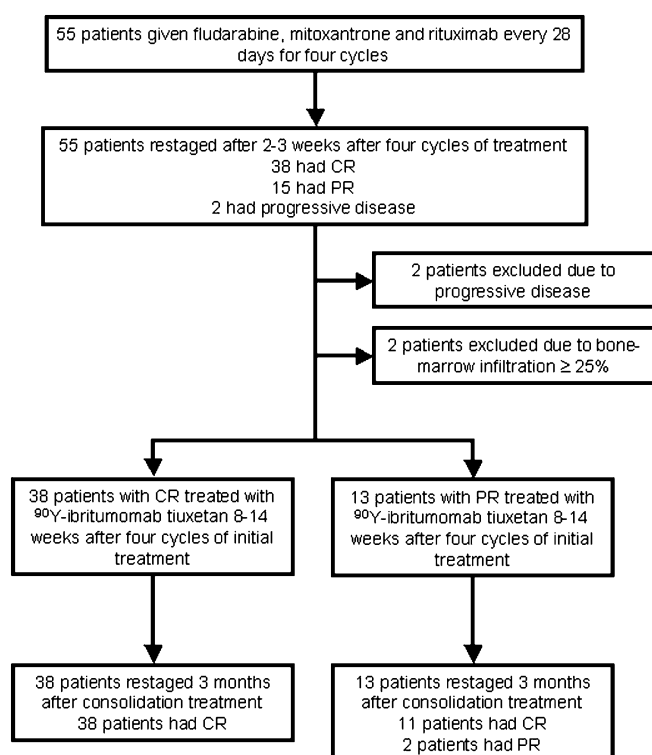 55 patients given fludarabine, mitoxantrone and rituximab every 28
days for four cycles
55 patients restaged after 2-3 weeks after four cycles of treatment
38 had CR
15 had PR
2 had progressive disease
2 patients excluded due to
progressive disease
2 patients excluded due to bone-
marrow infiltration ≥ 25%
38 patients with CR treated with
⁹⁰Y-ibritumomab tiuxetan 8-14
weeks after four cycles of initial
treatment
13 patients with PR treated with
⁹⁰Y-ibritumomab tiuxetan 8-14
weeks after four cycles of initial
treatment
38 patients restaged 3 months
after consolidation treatment
38 patients had CR
13 patients restaged 3 months
after consolidation treatment
11 patients had CR
2 patients had PR